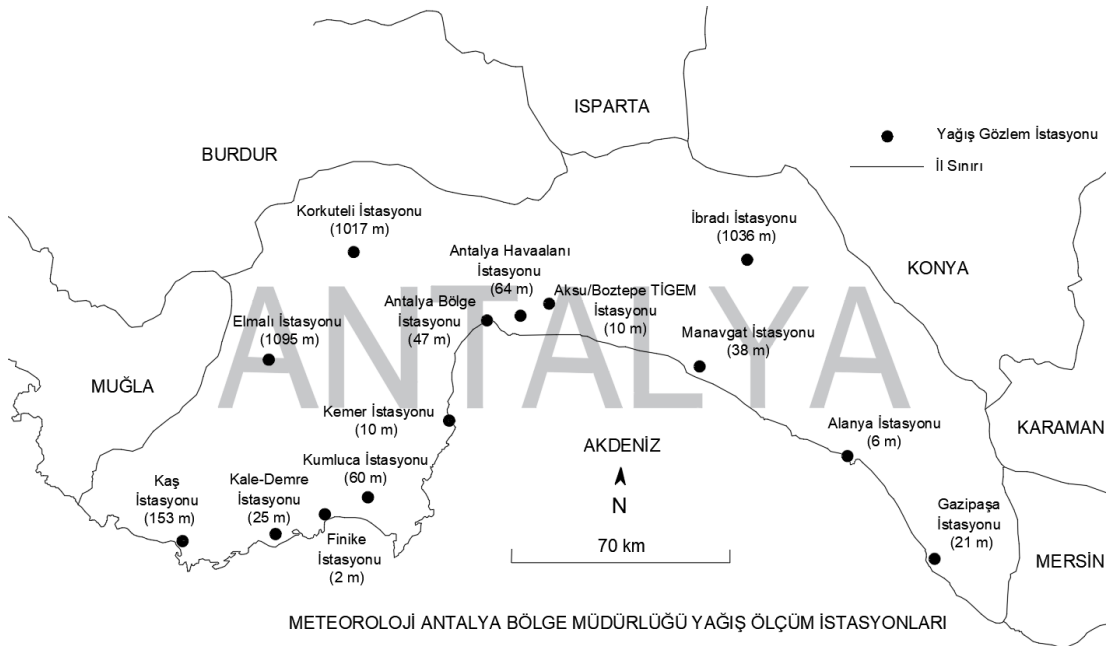 ISPARTA
Yağış Gözlem İstasyonu
BURDUR
İl Sınırı
Korkuteli İstasyonu
(1017 m)
İbradı İstasyonu
(1036 m)
Antalya Havaalanı
İstasyonu
(64 m)
KONYA
Aksu/Boztepe TİGEM
İstasyonu
(10 m)
Antalya Bölge
İstasyonu
(47 m)
Elmalı İstasyonu
(1095 m)
Manavgat İstasyonu
(38 m)
ANTALYA
MUĞLA
Kemer İstasyonu
(10 m)
AKDENİZ
Alanya İstasyonu
(6 m)
KARAMAN
Kumluca İstasyonu
(60 m)
Kaş
İstasyonu
(153 m)
Kale-Demre
İstasyonu
(25 m)
N
Gazipaşa
İstasyonu
(21 m)
Finike
İstasyonu
(2 m)
70 km
MERSİN
METEOROLOJİ ANTALYA BÖLGE MÜDÜRLÜĞÜ YAĞIŞ ÖLÇÜM İSTASYONLARI